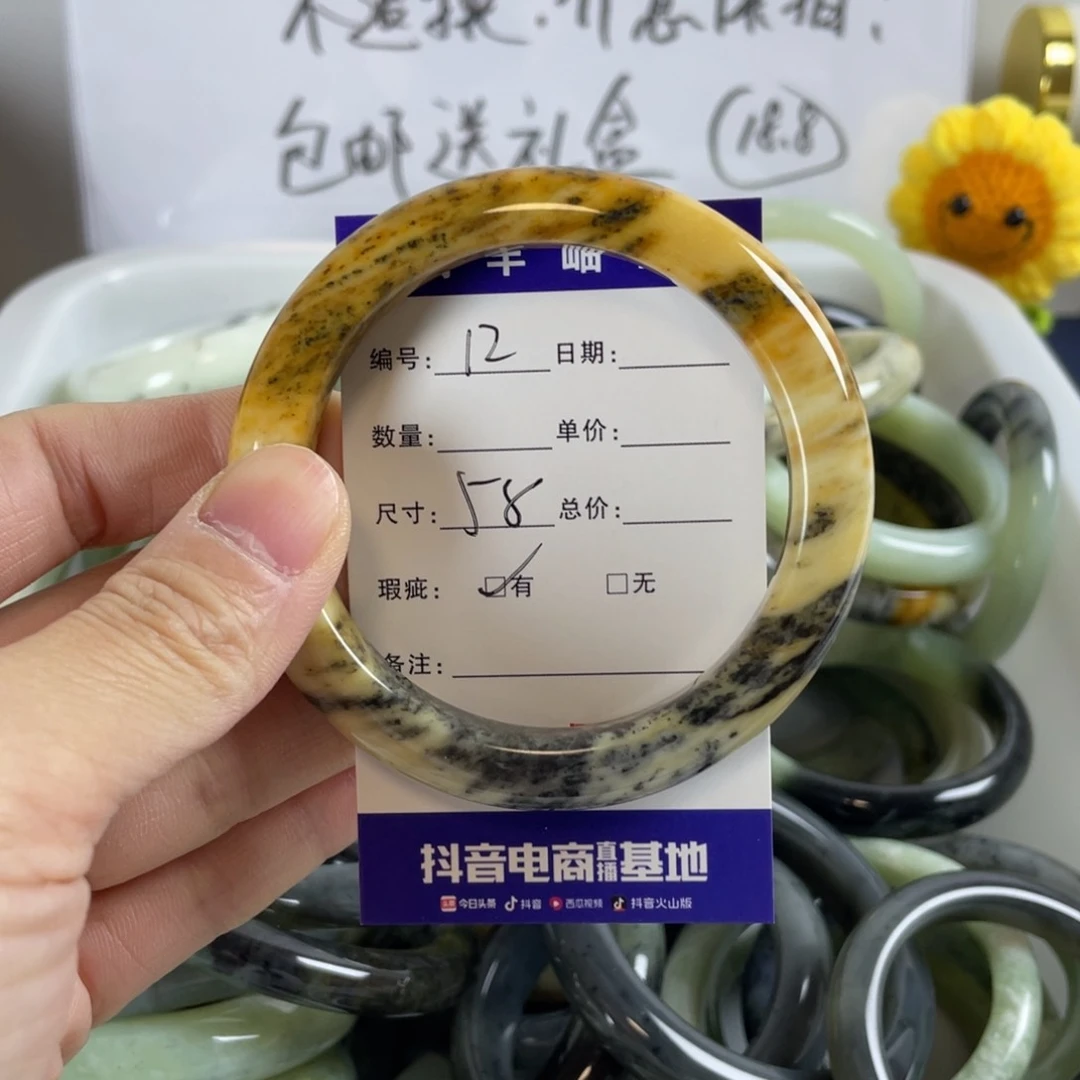 包邮送礼盒 (18.8)
编号: 12 日期:
数量: 单价:
尺寸: 58 总价:
瑕疵: ☑有 ☐无
备注:
抖音电商直播基地
今日头条 抖音 西瓜视频 抖音火山版